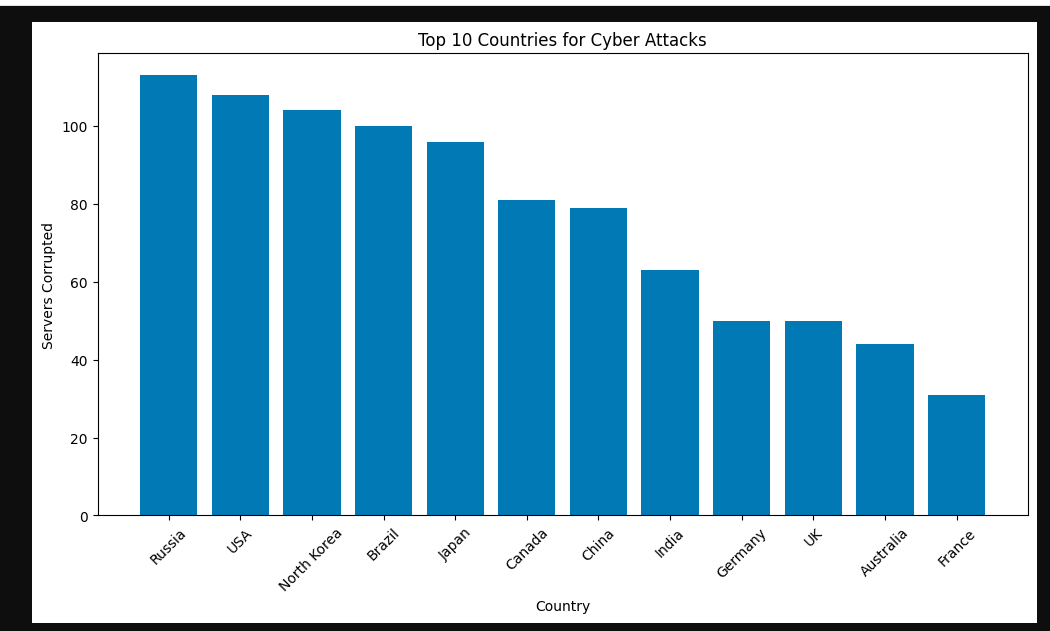 Top 10 Countries for Cyber Attacks
Servers Corrupted
100
80
60
40
20
0
Russia
USA
North Korea
Brazil
Japan
Canada
China
India
Germany
UK
Australia
France
Country